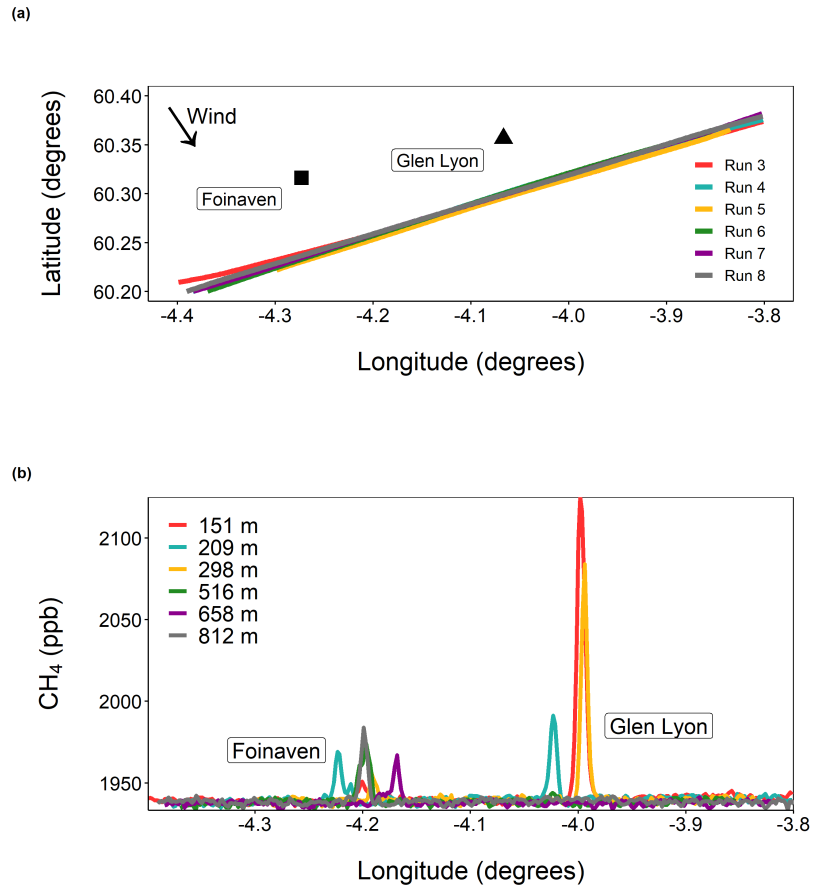 (a)
Latitude (degrees)
60.40
60.35
60.30
60.25
60.20
Wind
Foinaven
Glen Lyon
Run 3
Run 4
Run 5
Run 6
Run 7
Run 8
-4.4 -4.3 -4.2 -4.1 -4.0 -3.9 -3.8
Longitude (degrees)
(b)
CH₄ (ppb)
2100
2050
2000
1950
151 m
209 m
298 m
516 m
658 m
812 m
Foinaven
Glen Lyon
-4.3 -4.2 -4.1 -4.0 -3.9 -3.8
Longitude (degrees)